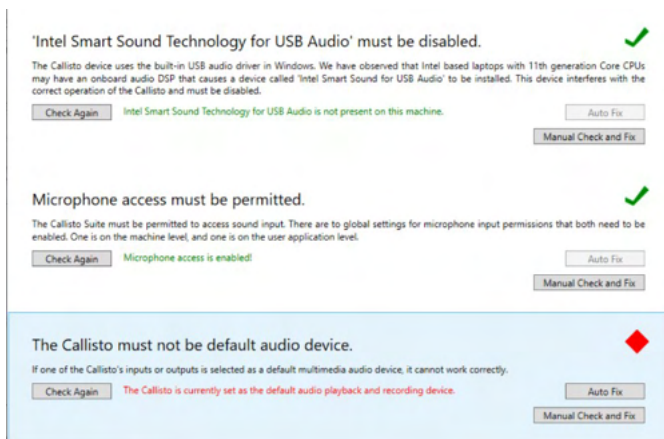 'Intel Smart Sound Technology for USB Audio' must be disabled.
The Callisto device uses the built-in USB audio driver in Windows. We have observed that Intel based laptops with 11th generation Core CPUs
may have an onboard audio DSP that causes a device called 'Intel Smart Sound for USB Audio' to be installed. This device interferes with the
correct operation of the Callisto and must be disabled.
Check Again Intel Smart Sound Technology for USB Audio is not present on this machine. Auto Fix
Manual Check and Fix
Microphone access must be permitted.
The Callisto Suite must be permitted to access sound input. There are to global settings for microphone input permissions that both need to be
enabled. One is on the machine level, and one is on the user application level.
Check Again Microphone access is enabled! Auto Fix
Manual Check and Fix
The Callisto must not be default audio device.
If one of the Callisto's inputs or outputs is selected as a default multimedia audio device, it cannot work correctly.
Check Again The Callisto is currently set as the default audio playback and recording device. Auto Fix
Manual Check and Fix